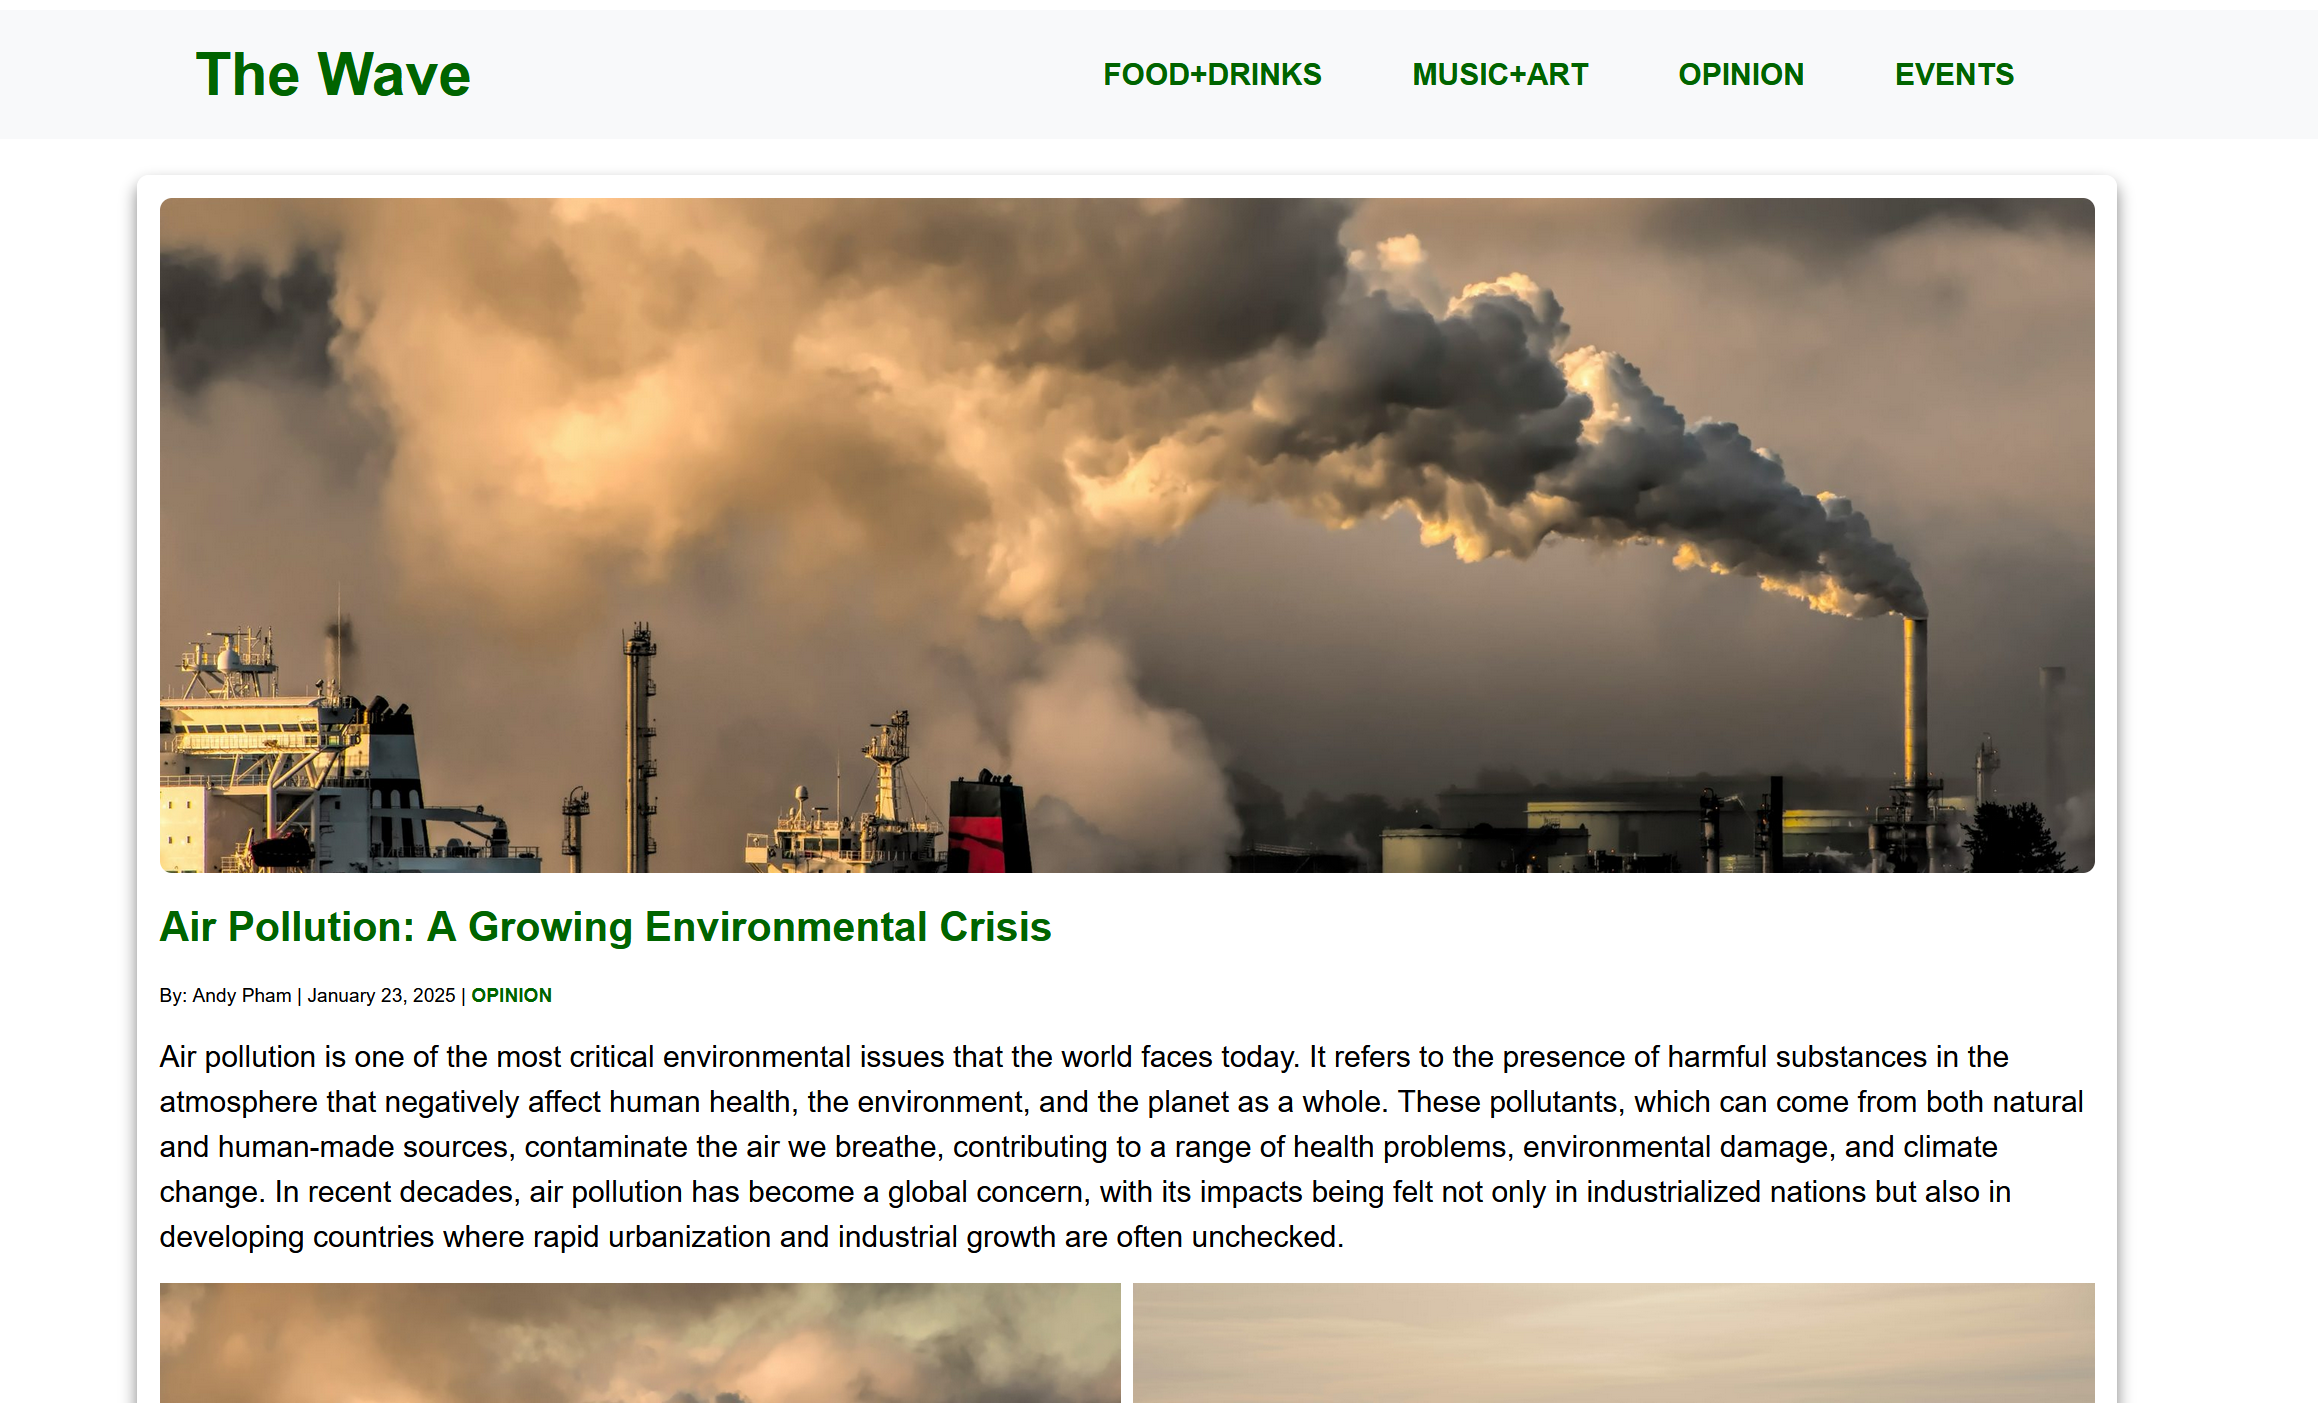 The Wave
FOOD+DRINKS
MUSIC+ART
OPINION
EVENTS
Air Pollution: A Growing Environmental Crisis
By: Andy Pham | January 23, 2025 | OPINION
Air pollution is one of the most critical environmental issues that the world faces today. It refers to the presence of harmful substances in the
atmosphere that negatively affect human health, the environment, and the planet as a whole. These pollutants, which can come from both natural
and human-made sources, contaminate the air we breathe, contributing to a range of health problems, environmental damage, and climate
change. In recent decades, air pollution has become a global concern, with its impacts being felt not only in industrialized nations but also in
developing countries where rapid urbanization and industrial growth are often unchecked.